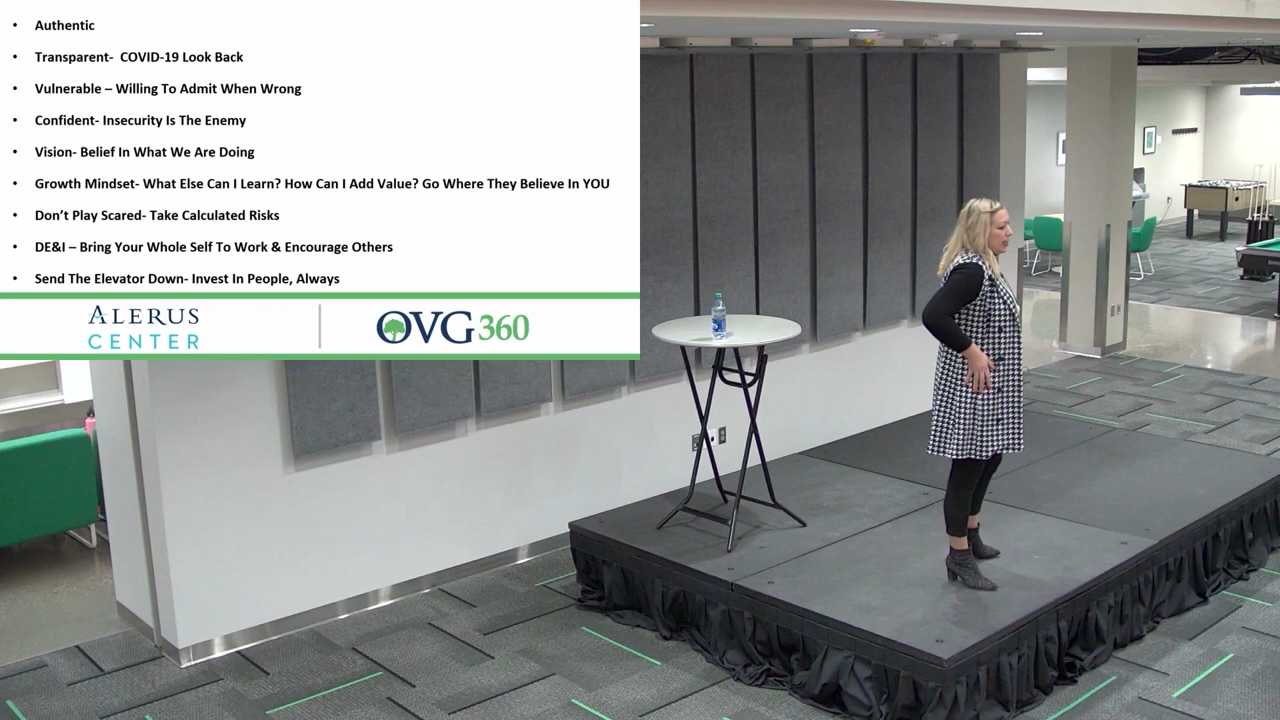 • Authentic
• Transparent-  COVID-19 Look Back
• Vulnerable – Willing To Admit When Wrong
• Confident- Insecurity Is The Enemy
• Vision- Belief In What We Are Doing
• Growth Mindset- What Else Can I Learn? How Can I Add Value? Go Where They Believe In YOU
• Don’t Play Scared- Take Calculated Risks
• DE&I – Bring Your Whole Self To Work & Encourage Others
• Send The Elevator Down- Invest In People, Always
ALERUS
CENTER
OVG360